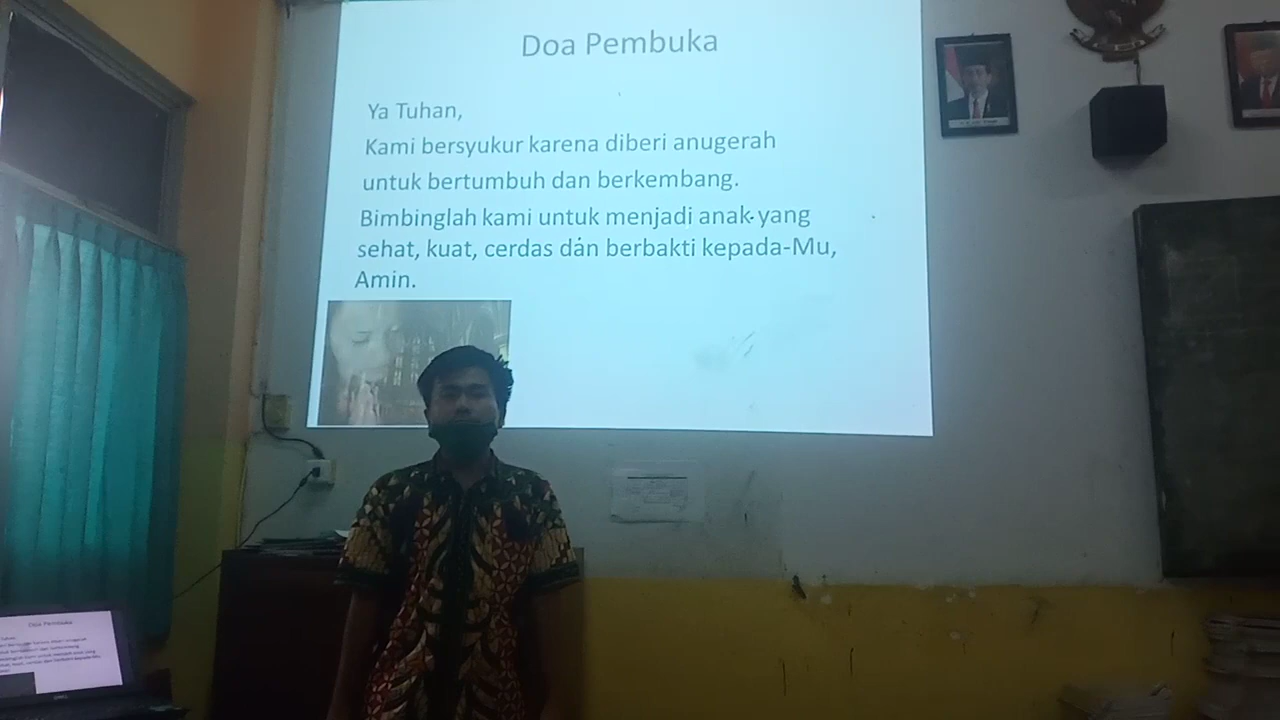 Doa Pembuka
Ya Tuhan,
Kami bersyukur karena diberi anugerah
untuk bertumbuh dan berkembang.
Bimbinglah kami untuk menjadi anak yang
sehat, kuat, cerdas dan berbakti kepada-Mu,
Amin.
Doa Pembuka
DELL